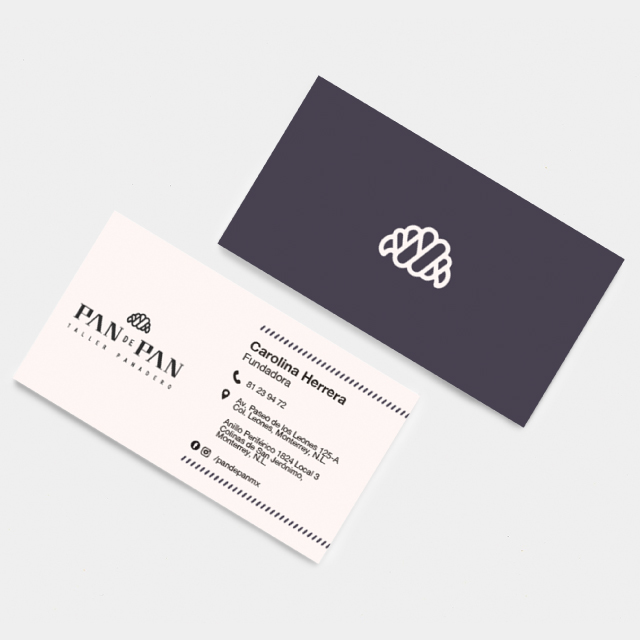 PAN DE PAN
TALLER PANADERO
Carolina Herrera
Fundadora
81 23 94 72
Av. Paseo de los Leones 125-A
Col. Leones, Monterrey, N.L.
Anillo Periférico 1824 Local 3
Colinas de San Jerónimo,
Monterrey, N.L.
/pandepanmx